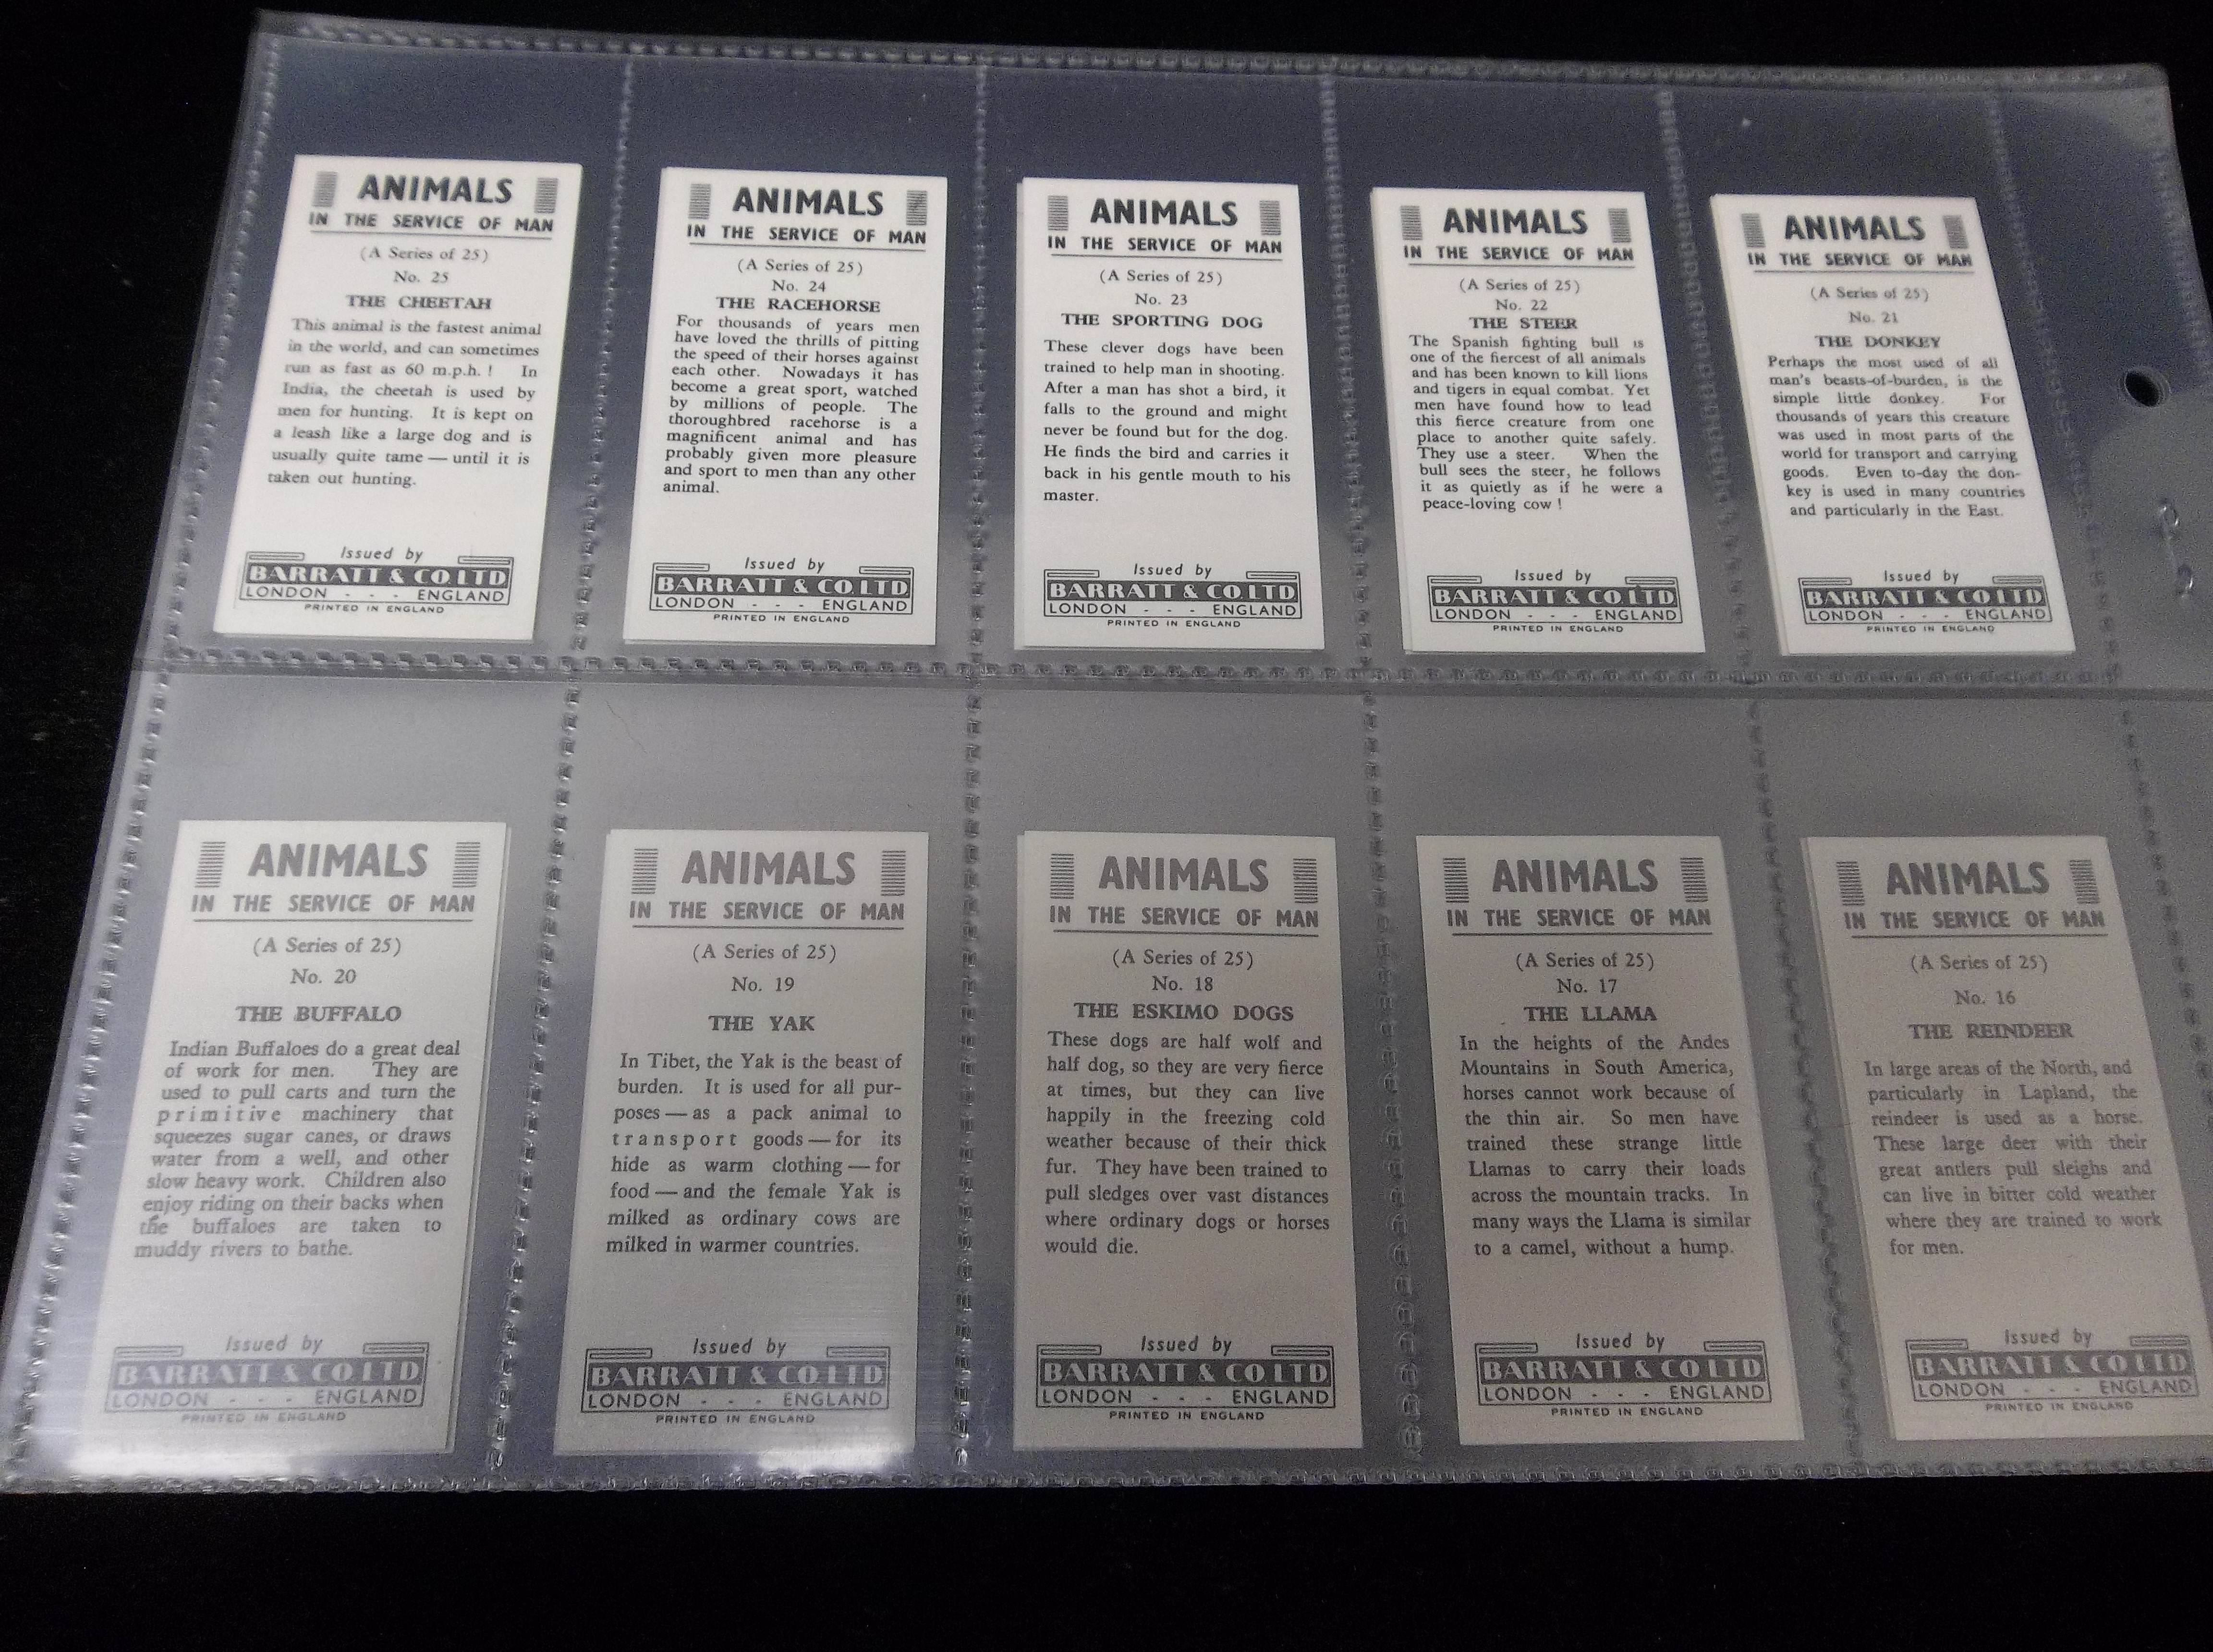 ANIMALS
IN THE SERVICE OF MAN
(A Series of 25)
No. 25
THE CHEETAH
This animal is the fastest animal
in the world, and can sometimes
run as fast as 60 m.p.h. ! In
India, the cheetah is used by
men for hunting. It is kept on
a leash like a large dog and is
usually quite tame — until it is
taken out hunting.
Issued by
BARRATT & CO. LTD
LONDON - - - ENGLAND
PRINTED IN ENGLAND
ANIMALS
IN THE SERVICE OF MAN
(A Series of 25)
No. 24
THE RACEHORSE
For thousands of years men
have loved the thrills of pitting
the speed of their horses against
each other. Nowadays it has
become a great sport, watched
by millions of people. The
thoroughbred racehorse is a
magnificent animal and has
probably given more pleasure
and sport to men than any other
animal.
Issued by
BARRATT & CO. LTD
LONDON - - - ENGLAND
PRINTED IN ENGLAND
ANIMALS
IN THE SERVICE OF MAN
(A Series of 25)
No. 23
THE SPORTING DOG
These clever dogs have been
trained to help man in shooting.
After a man has shot a bird, it
falls to the ground and might
never be found but for the dog.
He finds the bird and carries it
back in his gentle mouth to his
master.
Issued by
BARRATT & CO. LTD
LONDON - - - ENGLAND
PRINTED IN ENGLAND
ANIMALS
IN THE SERVICE OF MAN
(A Series of 25)
No. 22
THE STEER
The Spanish fighting bull is
one of the fiercest of all animals
and has been known to kill lions
and tigers in equal combat. Yet
men have found how to lead
this fierce creature from one
place to another quite safely.
They use a steer. When the
bull sees the steer, he follows
it as quietly as if he were a
peace-loving cow !
Issued by
BARRATT & CO. LTD
LONDON - - - ENGLAND
PRINTED IN ENGLAND
ANIMALS
IN THE SERVICE OF MAN
(A Series of 25)
No. 21
THE DONKEY
Perhaps the most used of all
man's beasts-of-burden, is the
simple little donkey. For
thousands of years this creature
was used in most parts of the
world for transport and carrying
goods. Even to-day the don-
key is used in many countries
and particularly in the East.
Issued by
BARRATT & CO. LTD
LONDON - - - ENGLAND
PRINTED IN ENGLAND
ANIMALS
IN THE SERVICE OF MAN
(A Series of 25)
No. 20
THE BUFFALO
Indian Buffaloes do a great deal
of work for men. They are
used to pull carts and turn the
primitive machinery that
squeezes sugar canes, or draws
water from a well, and other
slow heavy work. Children also
enjoy riding on their backs when
the buffaloes are taken to
muddy rivers to bathe.
Issued by
BARRATT & CO. LTD
LONDON - - - ENGLAND
PRINTED IN ENGLAND
ANIMALS
IN THE SERVICE OF MAN
(A Series of 25)
No. 19
THE YAK
In Tibet, the Yak is the beast of
burden. It is used for all pur-
poses — as a pack animal to
transport goods — for its
hide as warm clothing — for
food — and the female Yak is
milked as ordinary cows are
milked in warmer countries.
Issued by
BARRATT & CO. LTD
LONDON - - - ENGLAND
PRINTED IN ENGLAND
ANIMALS
IN THE SERVICE OF MAN
(A Series of 25)
No. 18
THE ESKIMO DOGS
These dogs are half wolf and
half dog, so they are very fierce
at times, but they can live
happily in the freezing cold
weather because of their thick
fur. They have been trained to
pull sledges over vast distances
where ordinary dogs or horses
would die.
Issued by
BARRATT & CO. LTD
LONDON - - - ENGLAND
PRINTED IN ENGLAND
ANIMALS
IN THE SERVICE OF MAN
(A Series of 25)
No. 17
THE LLAMA
In the heights of the Andes
Mountains in South America,
horses cannot work because of
the thin air. So men have
trained these strange little
Llamas to carry their loads
across the mountain tracks. In
many ways the Llama is similar
to a camel, without a hump.
Issued by
BARRATT & CO. LTD
LONDON - - - ENGLAND
PRINTED IN ENGLAND
ANIMALS
IN THE SERVICE OF MAN
(A Series of 25)
No. 16
THE REINDEER
In large areas of the North, and
particularly in Lapland, the
reindeer is used as a horse.
These large deer with their
great antlers pull sleighs and
can live in bitter cold weather
where they are trained to work
for men.
Issued by
BARRATT & CO. LTD
LONDON - - - ENGLAND
PRINTED IN ENGLAND